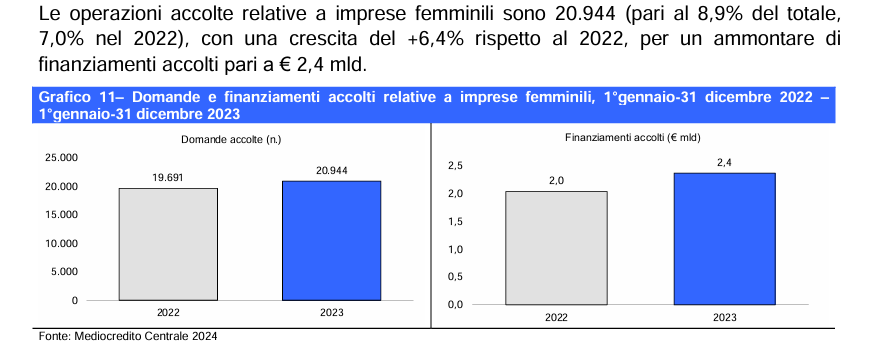 Le operazioni accolte relative a imprese femminili sono 20.944 (pari al 8,9% del totale,
7,0% nel 2022), con una crescita del +6,4% rispetto al 2022, per un ammontare di
finanziamenti accolti pari a € 2,4 mld.
Grafico 11– Domande e finanziamenti accolti relative a imprese femminili, 1°gennaio-31 dicembre 2022 –
1°gennaio-31 dicembre 2023
Domande accolte (n.)
25.000
20.000
15.000
10.000
5.000
0
19.691
20.944
2022
2023
Finanziamenti accolti (€ mld)
2,5
2,0
1,5
1,0
0,5
0,0
2,0
2,4
2022
2023
Fonte: Mediocredito Centrale 2024